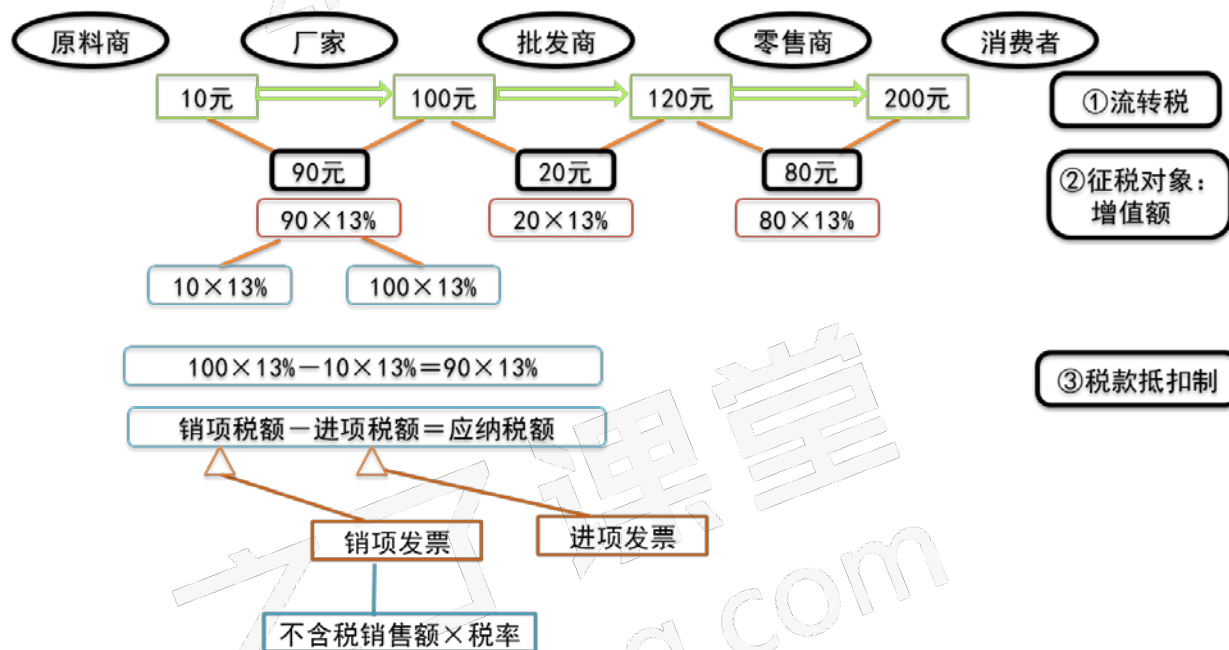 原料商
厂家
批发商
零售商
消费者
10元
100元
120元
200元
①流转税
90元
20元
80元
②征税对象：
增值额
90×13%
20×13%
80×13%
10×13%
100×13%
100×13%－10×13%＝90×13%
③税款抵扣制
销项税额－进项税额＝应纳税额
销项发票
进项发票
不含税销售额×税率
课堂
.com